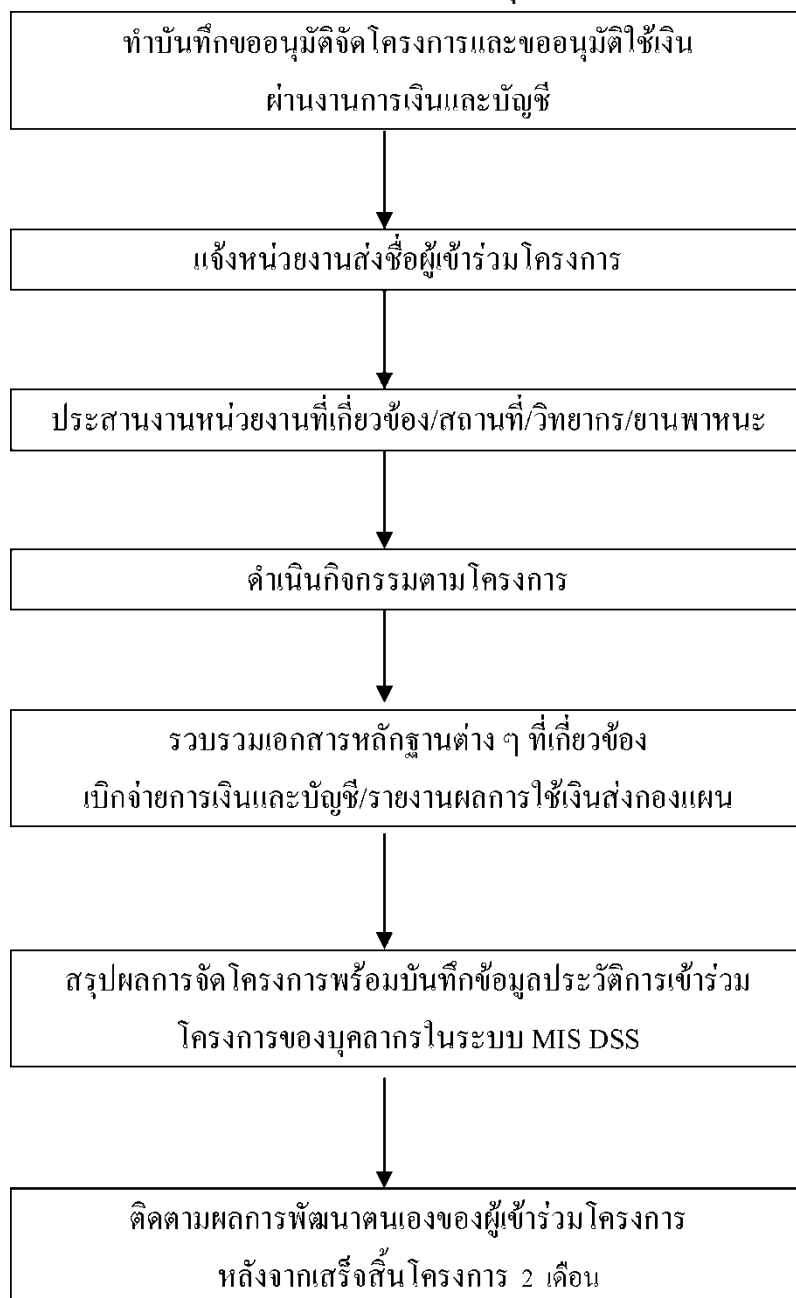 ทำบันทึกขออนุมัติจัดโครงการและขออนุมัติใช้เงิน
ผ่านงานการเงินและบัญชี
แจ้งหน่วยงานส่งชื่อผู้เข้าร่วมโครงการ
ประสานงานหน่วยงานที่เกี่ยวข้อง/สถานที่/วิทยากร/ยานพาหนะ
ดำเนินกิจกรรมตามโครงการ
รวบรวมเอกสารหลักฐานต่าง ๆ ที่เกี่ยวข้อง
เบิกจ่ายการเงินและบัญชี/รายงานผลการใช้เงินส่งกองแผน
สรุปผลการจัดโครงการพร้อมบันทึกข้อมูลประวัติการเข้าร่วม
โครงการของบุคลากรในระบบ MIS DSS
ติดตามผลการพัฒนาตนเองของผู้เข้าร่วมโครงการ
หลังจากเสร็จสิ้นโครงการ 2 เดือน